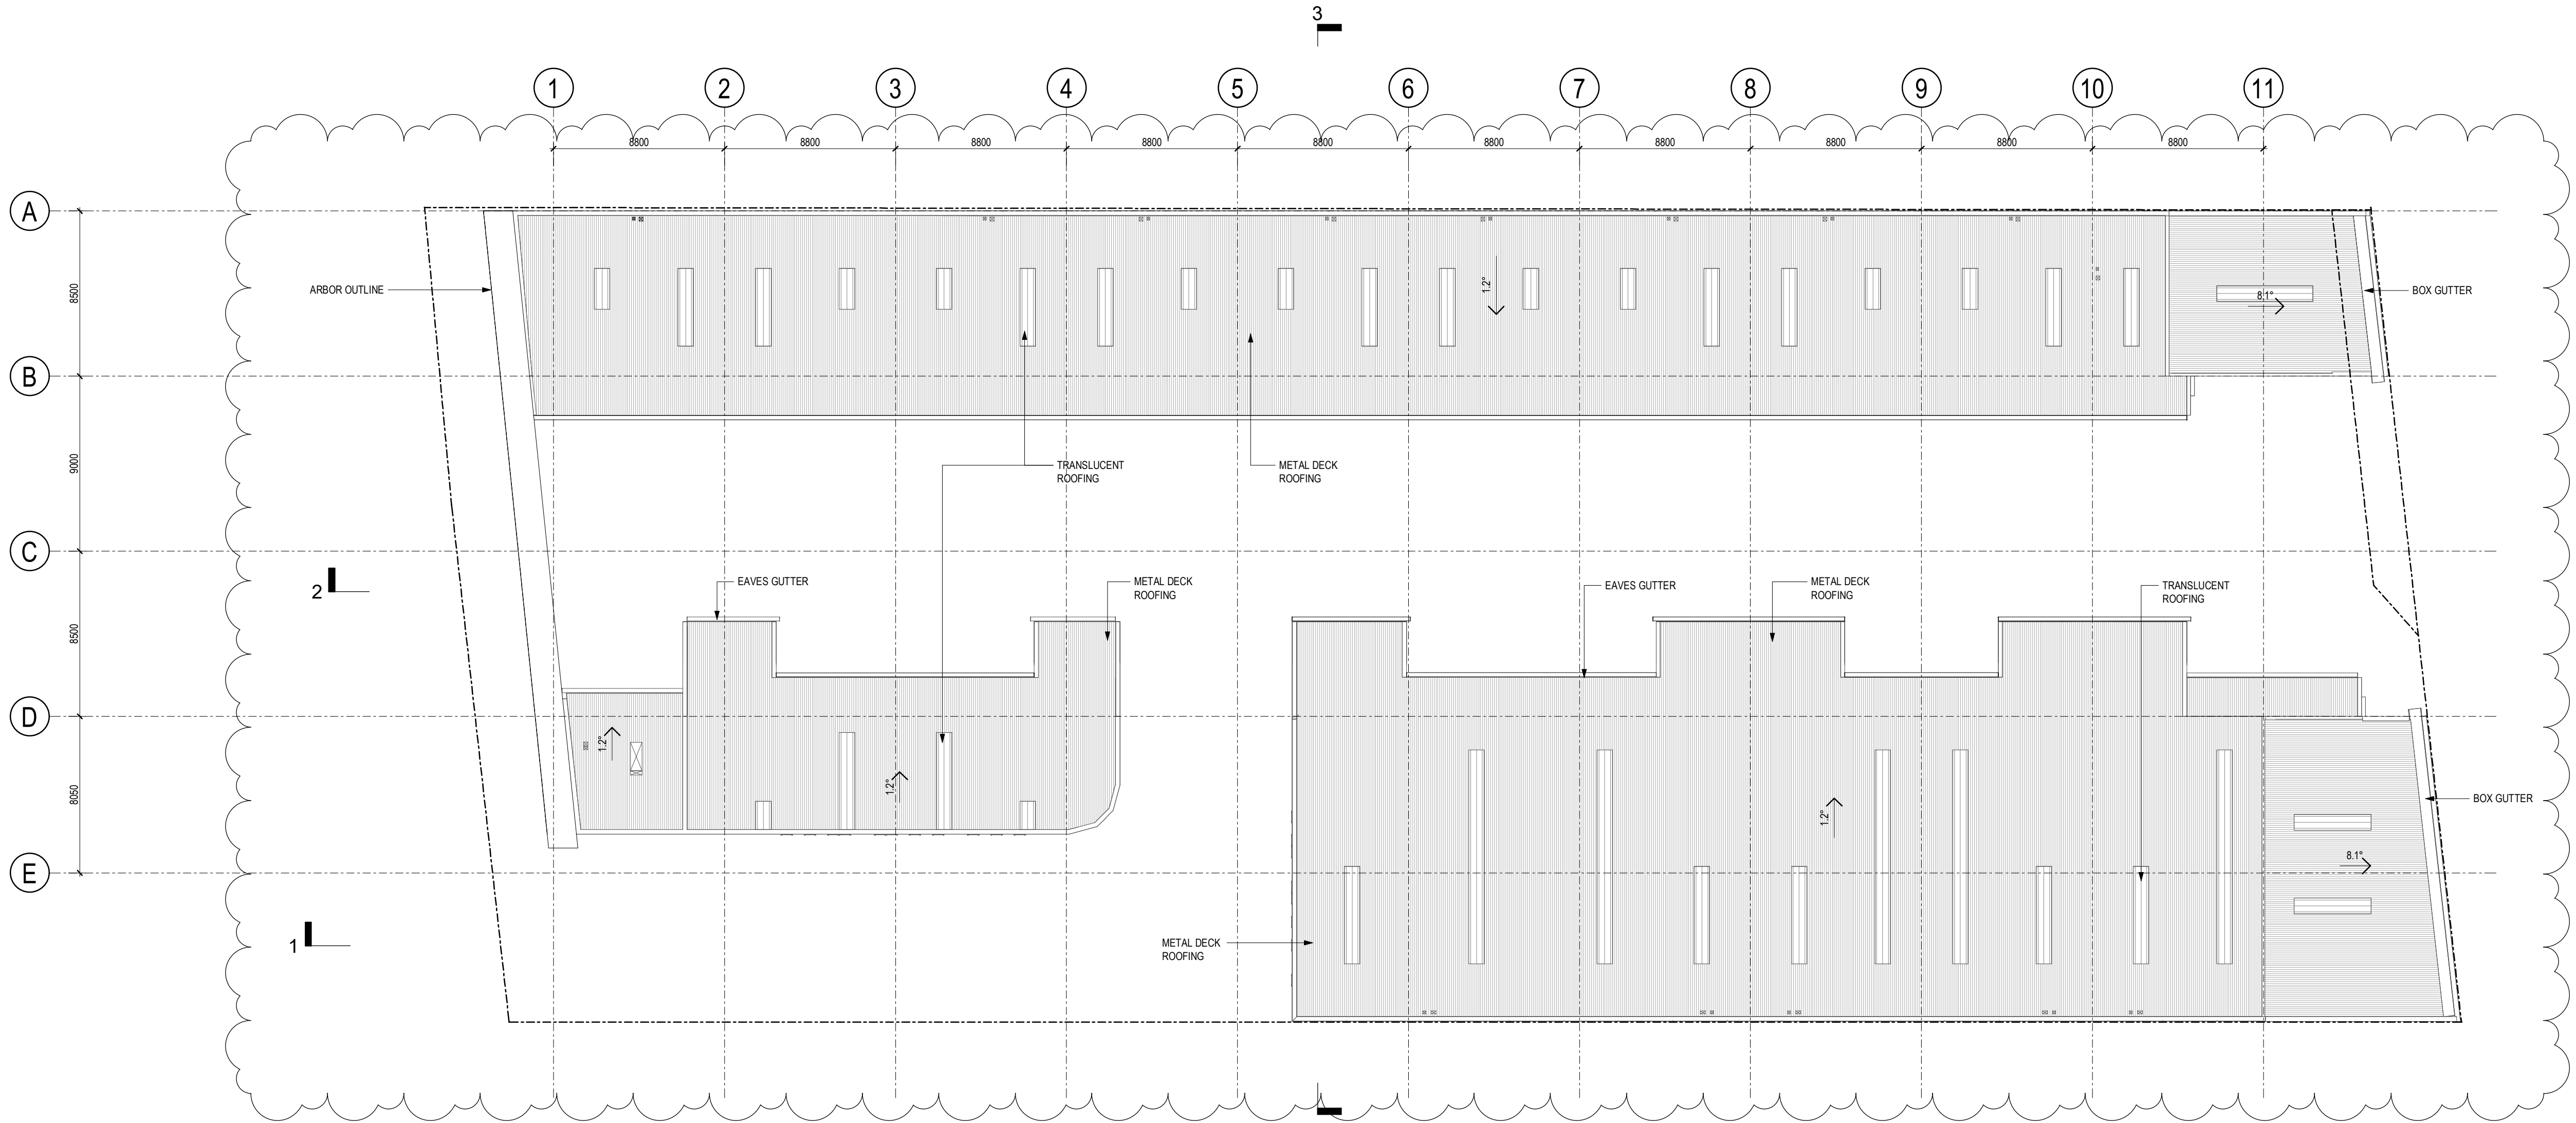 3
1
2
3
4
5
6
7
8
9
10
11
8800
8800
8800
8800
8800
8800
8800
8800
8800
8800
A
8500
ARBOR OUTLINE
1.2°
8.1°
BOX GUTTER
B
9000
TRANSLUCENT
ROOFING
METAL DECK
ROOFING
C
2
EAVES GUTTER
METAL DECK
ROOFING
EAVES GUTTER
METAL DECK
ROOFING
TRANSLUCENT
ROOFING
8500
D
1.2°
1.2°
1.2°
8050
BOX GUTTER
8.1°
E
1
METAL DECK
ROOFING